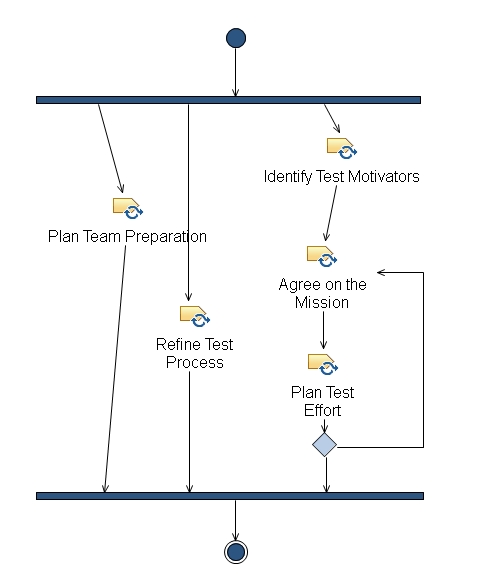 Identify Test Motivators
Plan Team Preparation
Agree on the
Mission
Refine Test
Process
Plan Test
Effort